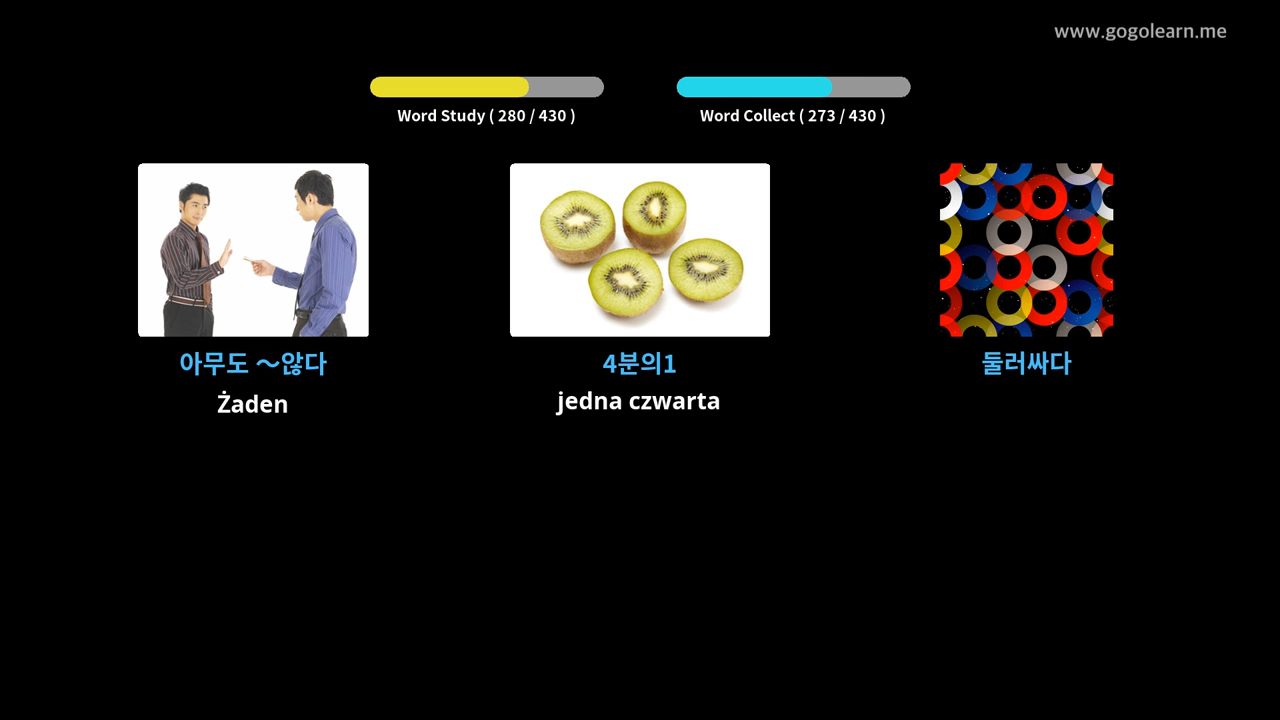 www.gogolearn.me
Word Study ( 280 / 430 )
Word Collect ( 273 / 430 )
아무도 ～않다
Żaden
4분의1
jedna czwarta
둘러싸다